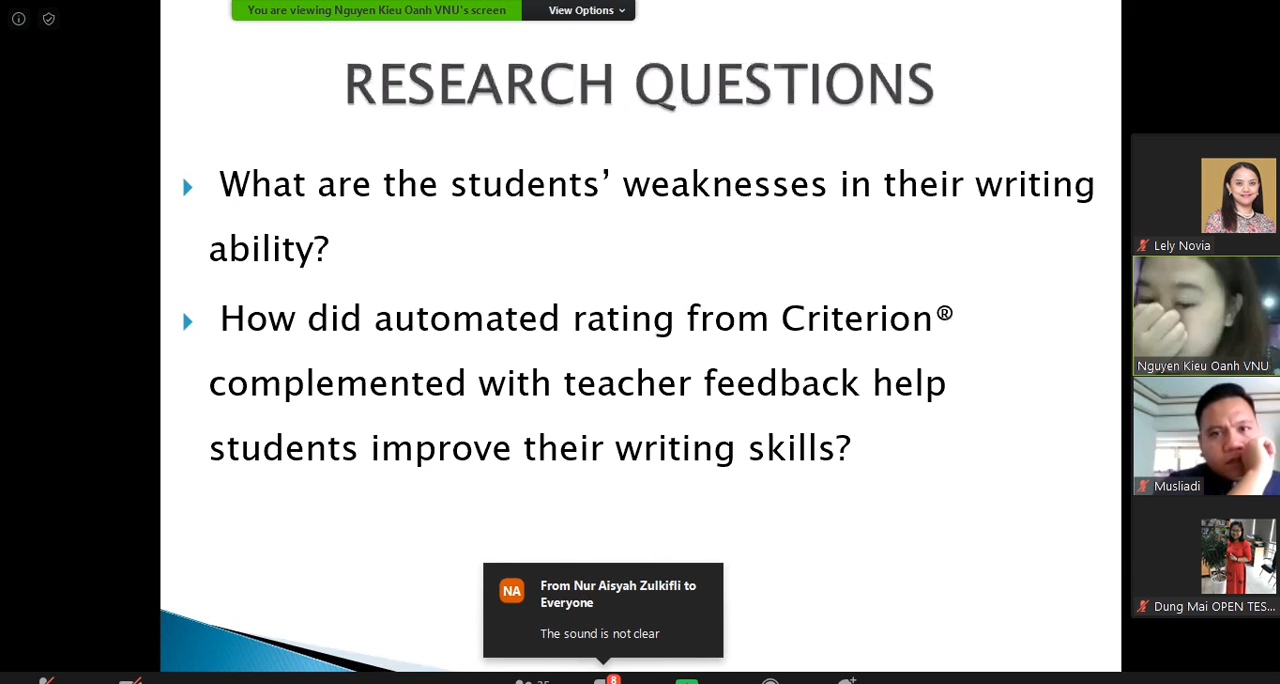 You are viewing Nguyen Kieu Oanh VNU's screen
View Options
RESEARCH QUESTIONS
What are the students’ weaknesses in their writing
ability?
How did automated rating from Criterion®
complemented with teacher feedback help
students improve their writing skills?
Lely Novia
Nguyen Kieu Oanh VNU
Musliadi
Dung Mai OPEN TES...
NA
From Nur Aisyah Zulkifli to
Everyone
The sound is not clear
8